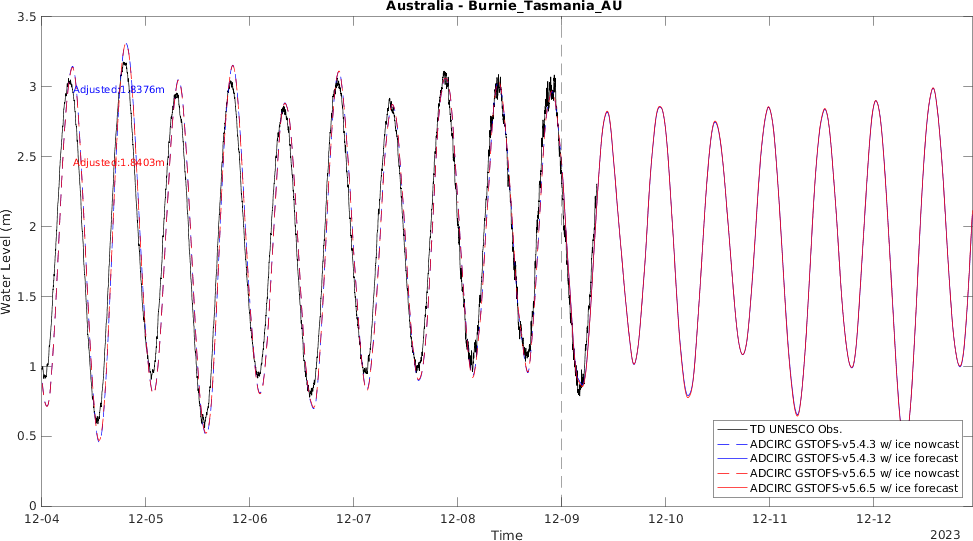 Australia - Burnie_Tasmania_AU
3.5
3
2.5
2
1.5
1
0.5
0
Water Level (m)
Adjusted:1.8376m
Adjusted:1.8403m
TD UNESCO Obs.
ADCIRC GSTOFS-v5.4.3 w/ ice nowcast
ADCIRC GSTOFS-v5.4.3 w/ ice forecast
ADCIRC GSTOFS-v5.6.5 w/ ice nowcast
ADCIRC GSTOFS-v5.6.5 w/ ice forecast
12-04 12-05 12-06 12-07 12-08 12-09 12-10 12-11 12-12
Time
2023